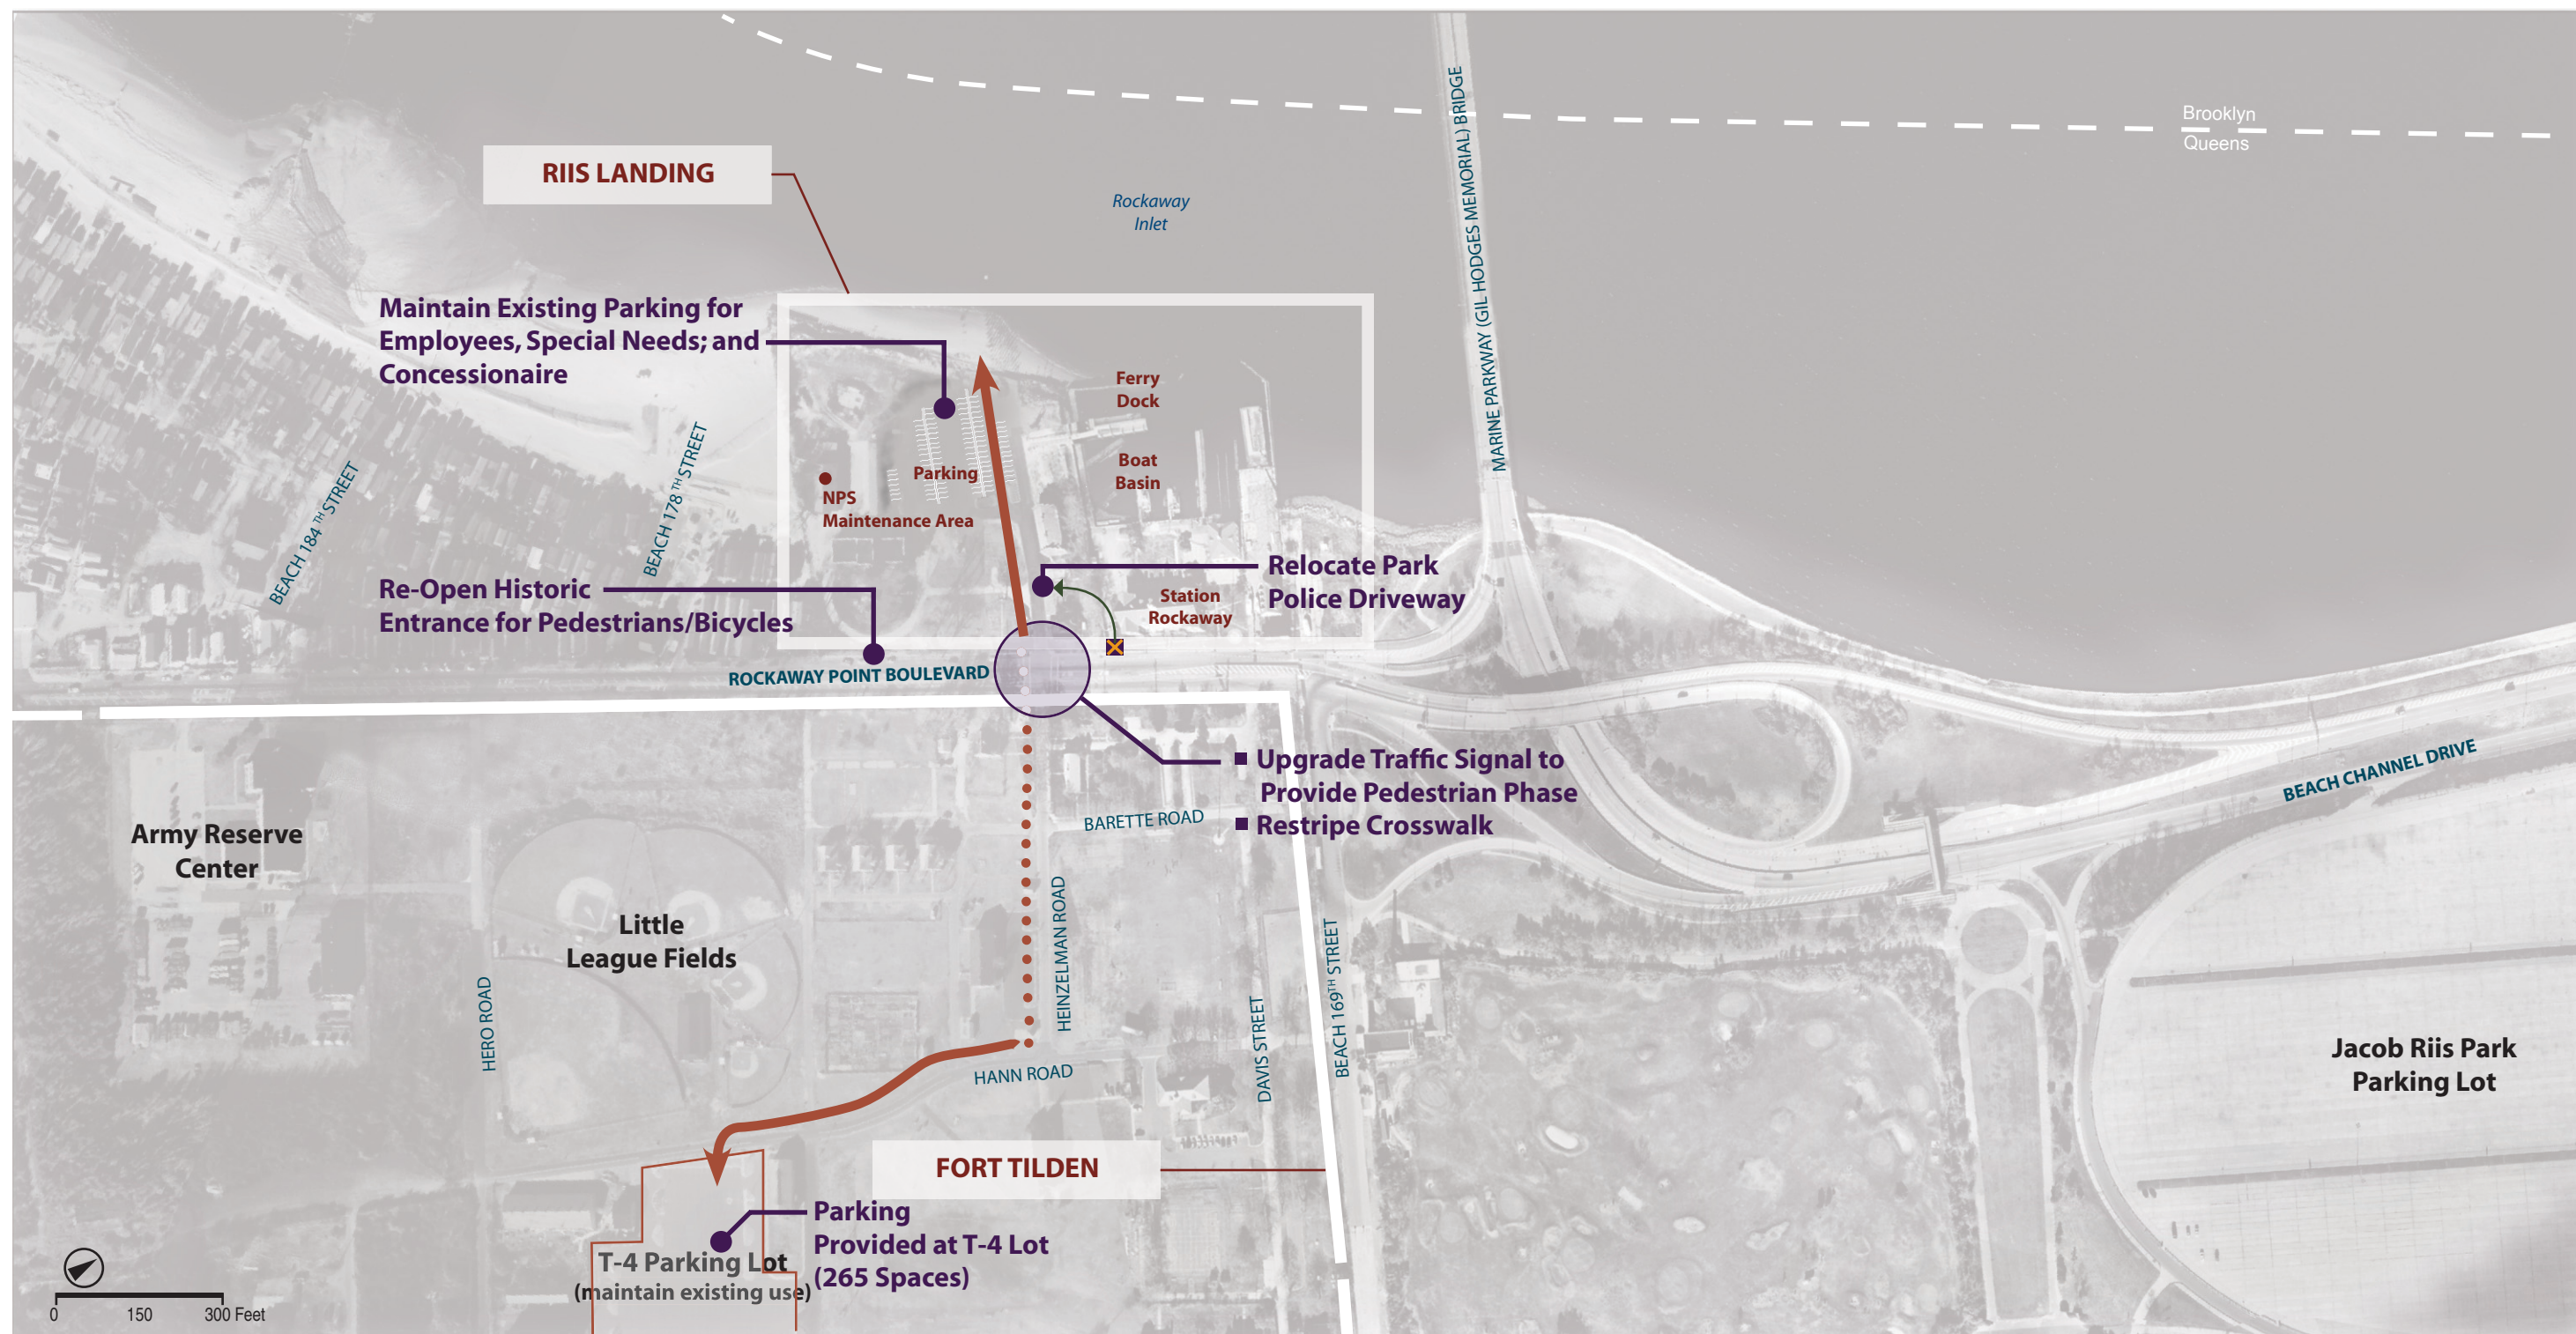 Brooklyn
Queens
RIIS LANDING
Rockaway
Inlet
MARINE PARKWAY (GIL HODGES MEMORIAL) BRIDGE
Maintain Existing Parking for
Employees, Special Needs; and
Concessionaire
Ferry
Dock
Boat
Basin
Parking
NPS
Maintenance Area
BEACH 184 TH STREET
BEACH 178 TH STREET
Re-Open Historic
Entrance for Pedestrians/Bicycles
Relocate Park
Police Driveway
Station
Rockaway
ROCKAWAY POINT BOULEVARD
■ Upgrade Traffic Signal to
Provide Pedestrian Phase
■ Restripe Crosswalk
BEACH CHANNEL DRIVE
BARETTE ROAD
Army Reserve
Center
Little
League Fields
HERO ROAD
HEINZELMAN ROAD
DAVIS STREET
BEACH 169TH STREET
HANN ROAD
Jacob Riis Park
Parking Lot
FORT TILDEN
Parking
Provided at T-4 Lot
(265 Spaces)
T-4 Parking Lot
(maintain existing use)
0 150 300 Feet